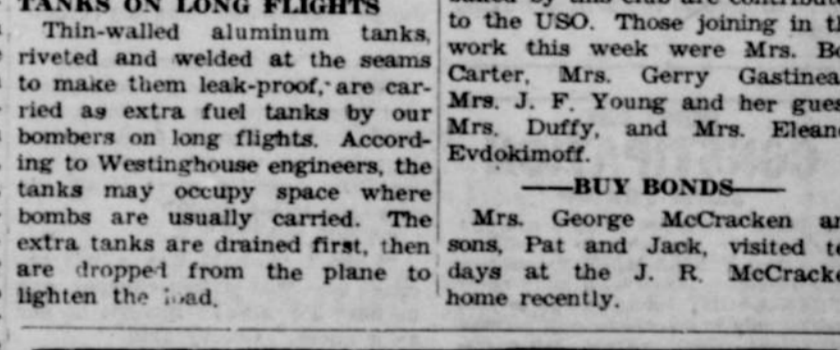 TANKS ON LONG FLIGHTS
Thin-walled aluminum tanks,
riveted and welded at the seams
to make them leak-proof, are car-
ried as extra fuel tanks by our
bombers on long flights. Accord-
ing to Westinghouse engineers, the
tanks may occupy space where
bombs are usually carried. The
extra tanks are drained first, then
are dropped from the plane to
lighten the load.
to the USO. Those joining in
work this week were Mrs.
Carter, Mrs. Gerry
Mrs. J. F. Young and her
Mrs. Duffy, and Mrs.
Evdokimoff.
BUY BONDS
Mrs. George McCracken
sons, Pat and Jack, visited
days at the J. R.
home recently.